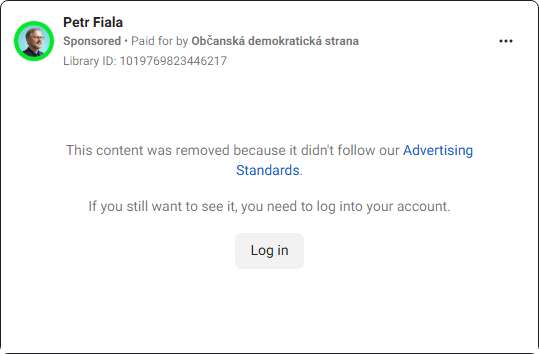 Petr Fiala
Sponsored • Paid for by Občanská demokratická strana
Library ID: 1019769823446217
This content was removed because it didn't follow our Advertising
Standards.
If you still want to see it, you need to log into your account.
Log in